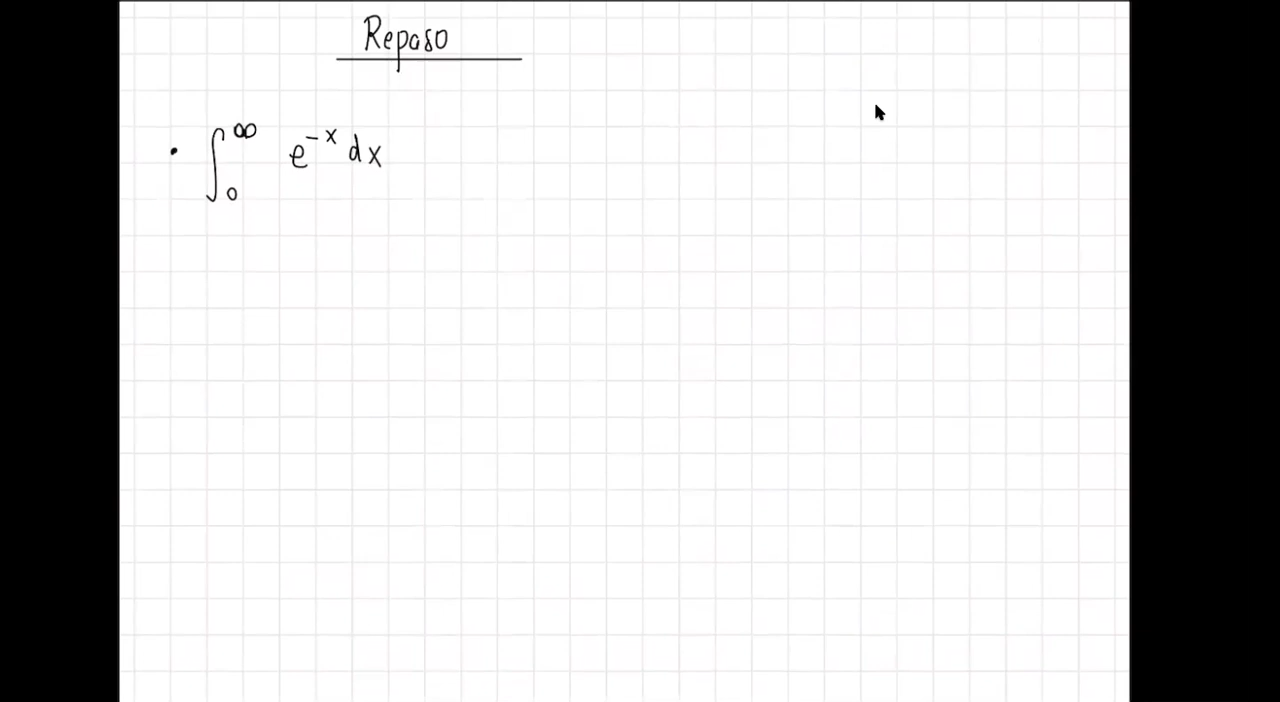 Repaso
• ∫₀^∞ e^{-x} dx